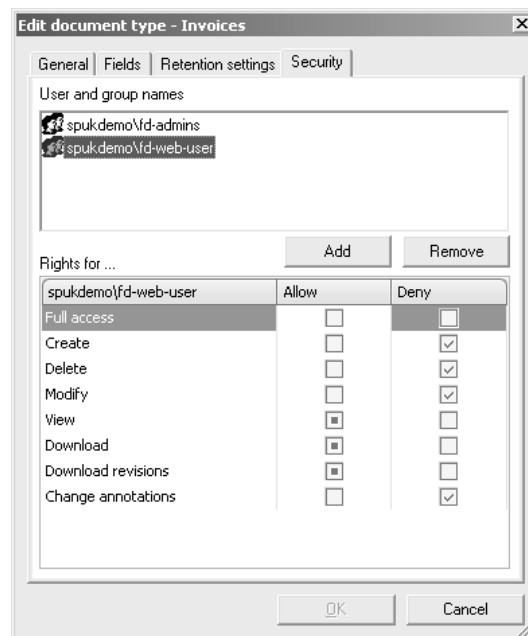 Edit document type - Invoices
General Fields Retention settings Security
User and group names
spukdemo\fd-admins
spukdemo\fd-web-user
Add Remove
Rights for ...
spukdemo\fd-web-user Allow Deny
Full access
Create
Delete
Modify
View
Download
Download revisions
Change annotations
OK Cancel